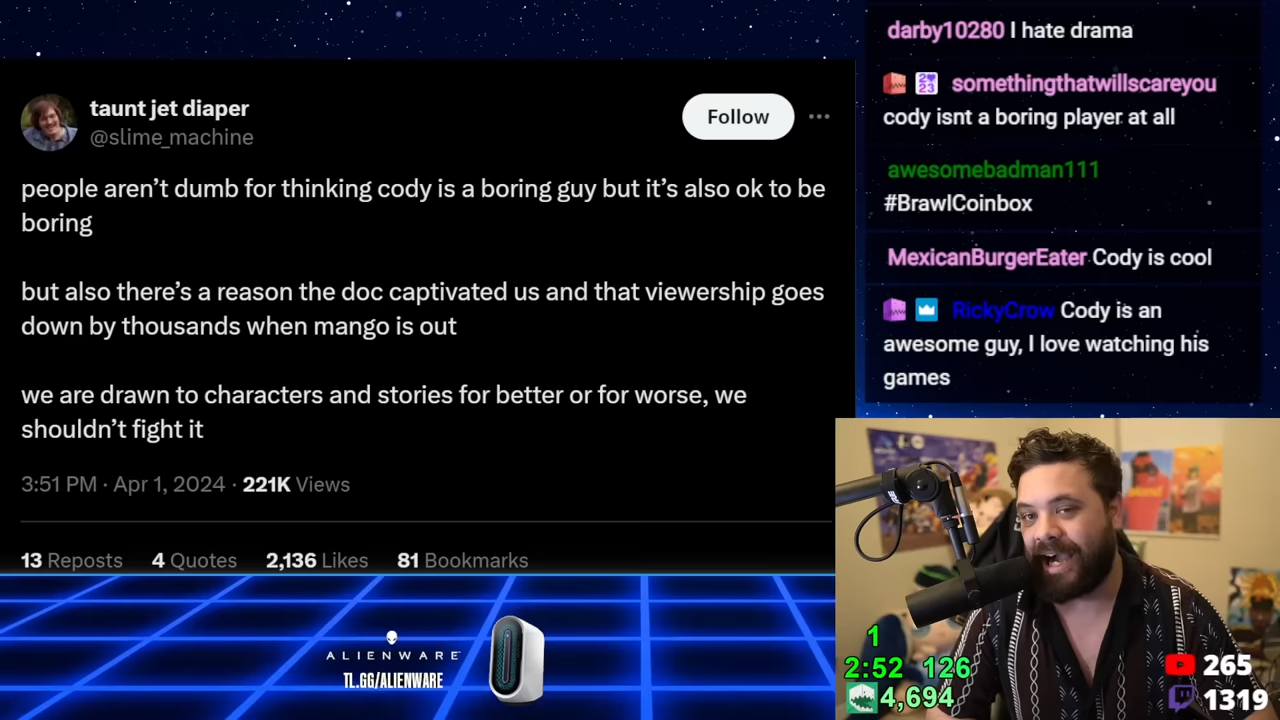 taunt jet diaper
@slime_machine
Follow
people aren’t dumb for thinking cody is a boring guy but it’s also ok to be
boring
but also there’s a reason the doc captivated us and that viewership goes
down by thousands when mango is out
we are drawn to characters and stories for better or for worse, we
shouldn’t fight it
3:51 PM · Apr 1, 2024 · 221K Views
13 Reposts 4 Quotes 2,136 Likes 81 Bookmarks
ALIENWARE
TL.GG/ALIENWARE
darby10280 I hate drama
somethingthatwillscareyou
cody isnt a boring player at all
awesomebadman111
#BrawlCoinbox
MexicanBurgerEater Cody is cool
RickyCrow Cody is an
awesome guy, I love watching his
games
1
2:52 126
4,694
265
1319